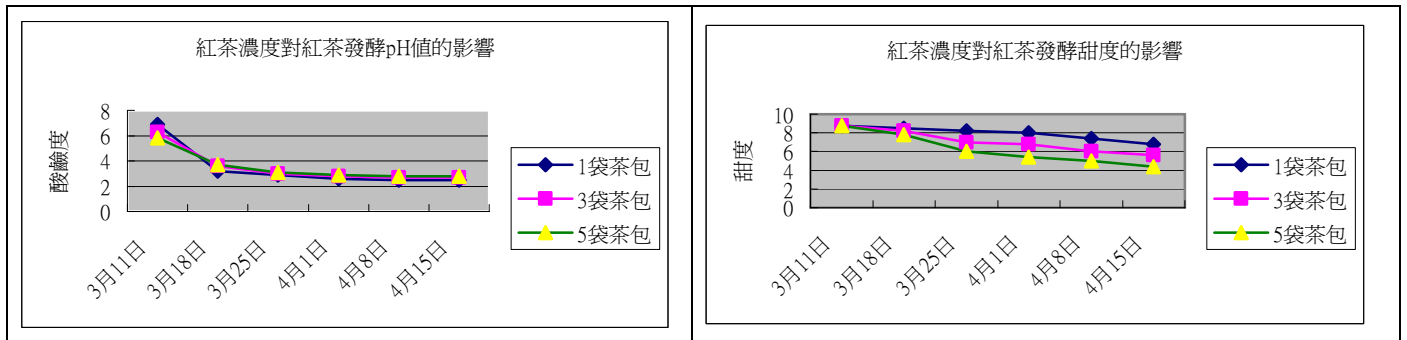 紅茶濃度對紅茶發酵pH值的影響
酸鹼度
8
6
4
2
0
3月11日
3月18日
3月25日
4月1日
4月8日
4月15日
1袋茶包
3袋茶包
5袋茶包
紅茶濃度對紅茶發酵甜度的影響
甜度
10
8
6
4
2
0
3月11日
3月18日
3月25日
4月1日
4月8日
4月15日
1袋茶包
3袋茶包
5袋茶包